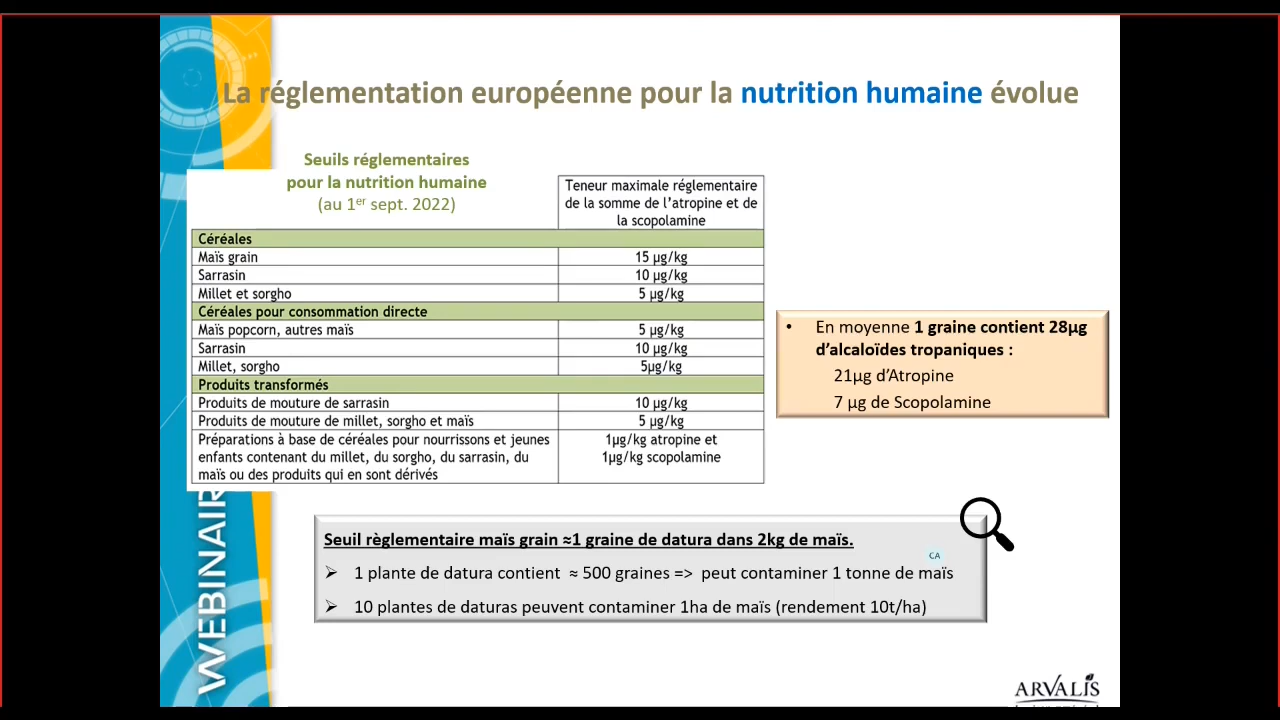 La réglementation européenne pour la nutrition humaine évolue
Seuils réglementaires
pour la nutrition humaine
(au 1er sept. 2022)
Teneur maximale réglementaire
de la somme de l'atropine et de
la scopolamine
Céréales
Maïs grain 15 µg/kg
Sarrasin 10 µg/kg
Millet et sorgho 5 µg/kg
Céréales pour consommation directe
Maïs popcorn, autres maïs 5 µg/kg
Sarrasin 10 µg/kg
Millet, sorgho 5µg/kg
Produits transformés
Produits de mouture de sarrasin 10 µg/kg
Produits de mouture de millet, sorgho et maïs 5 µg/kg
Préparations à base de céréales pour nourrissons et jeunes 1µg/kg atropine et
enfants contenant du millet, du sorgho, du sarrasin, du 1µg/kg scopolamine
maïs ou des produits qui en sont dérivés
• En moyenne 1 graine contient 28µg
d'alcaloïdes tropaniques :
21µg d'Atropine
7 µg de Scopolamine
Seuil règlementaire maïs grain ≈1 graine de datura dans 2kg de maïs.
CA
➢ 1 plante de datura contient ≈ 500 graines => peut contaminer 1 tonne de maïs
➢ 10 plantes de daturas peuvent contaminer 1ha de maïs (rendement 10t/ha)
WEBINAIR
ARVALIS